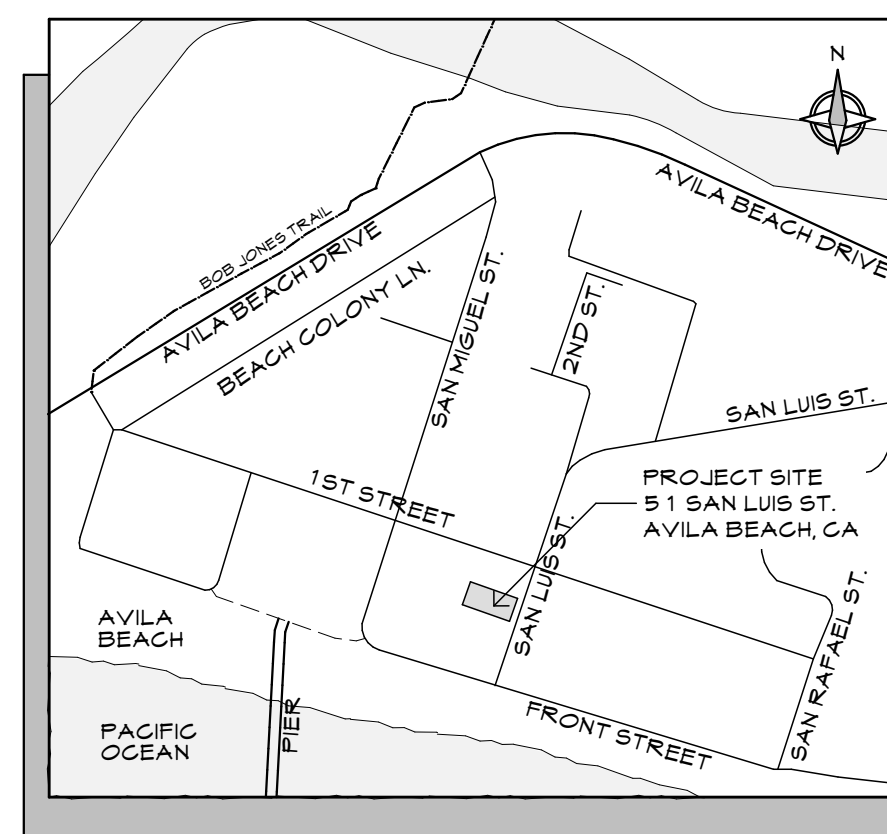 N
AVILA BEACH DRIVE
BOB JONES TRAIL
AVILA BEACH DRIVE
BEACH COLONY LN.
SAN MIGUEL ST.
2ND ST.
SAN LUIS ST.
PROJECT SITE
51 SAN LUIS ST.
AVILA BEACH, CA
1ST STREET
SAN LUIS ST.
SAN RAFAEL ST.
AVILA
BEACH
PIER
FRONT STREET
PACIFIC
OCEAN